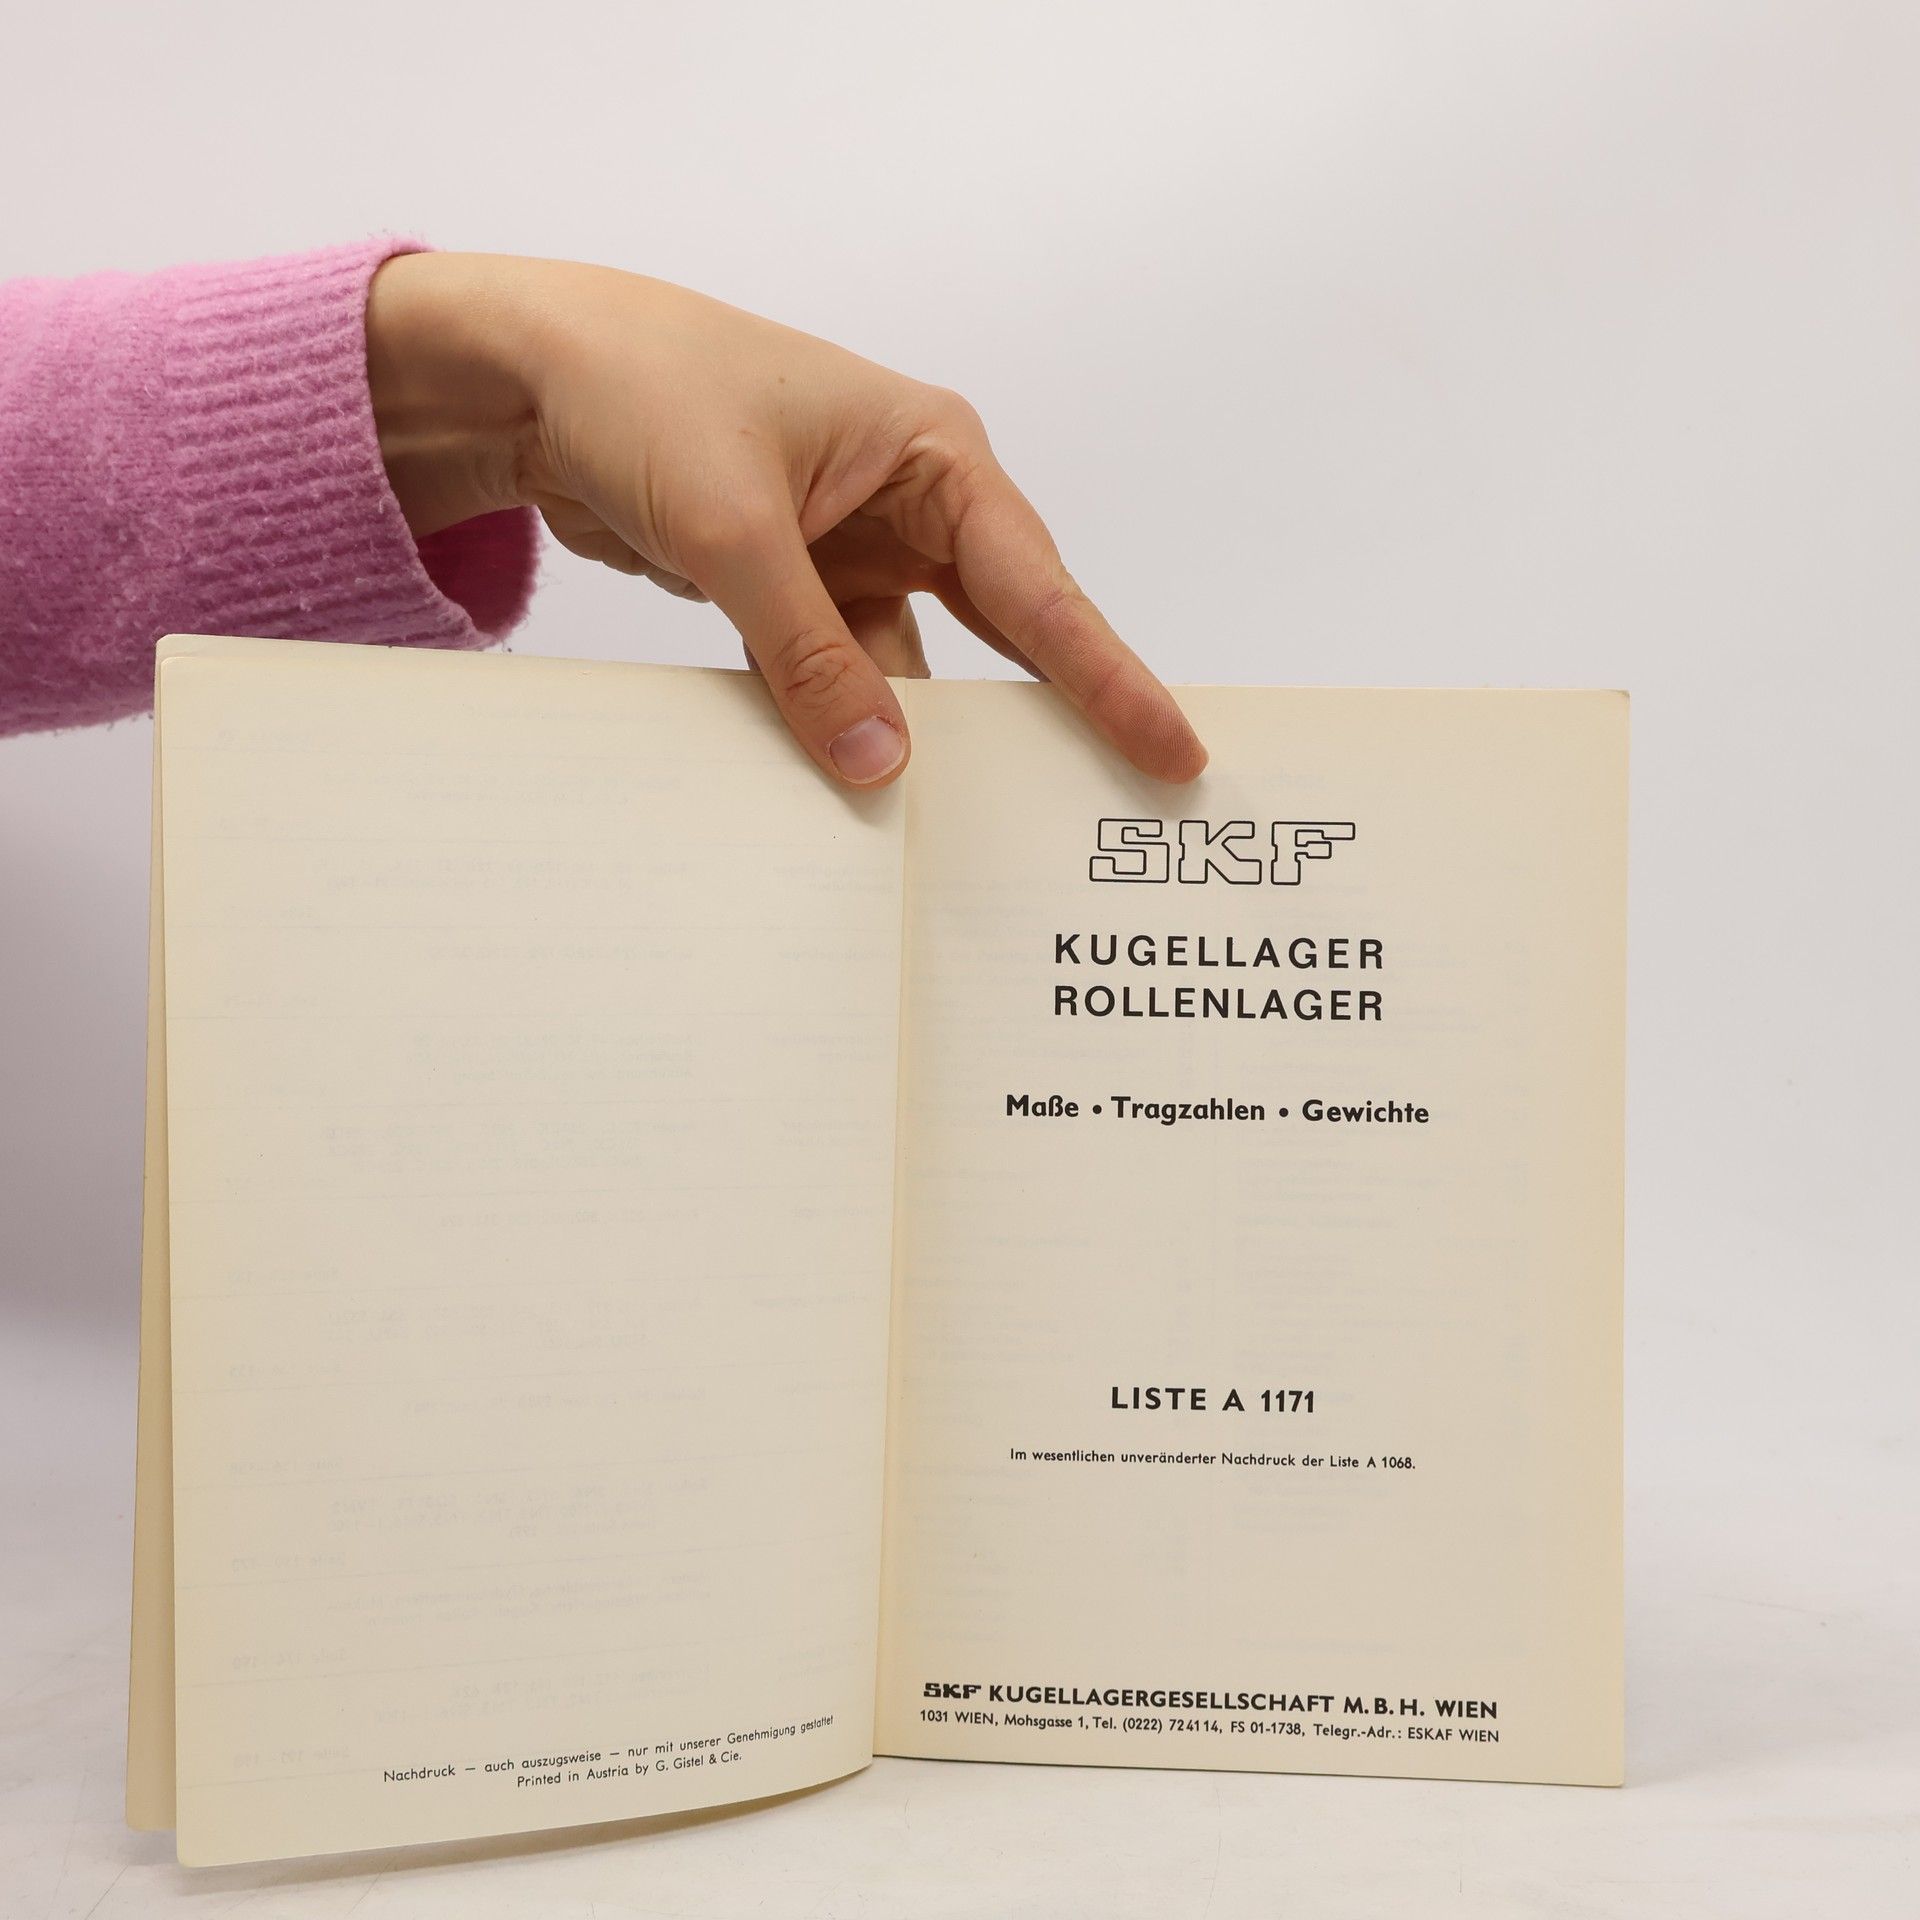 Nachdruck — auch auszugsweise — nur mit unserer Genehmigung gestattet
Printed in Austria by G. Gistel & Cie.
SKF
KUGELLAGER
ROLLENLAGER
Maße • Tragzahlen • Gewichte
LISTE A 1171
Im wesentlichen unveränderter Nachdruck der Liste A 1068.
SKF KUGELLAGERGESELLSCHAFT M.B.H. WIEN
1031 WIEN, Mohsgasse 1, Tel. (0222) 724114, FS 01-1738, Telegr.-Adr.: ESKAF WIEN